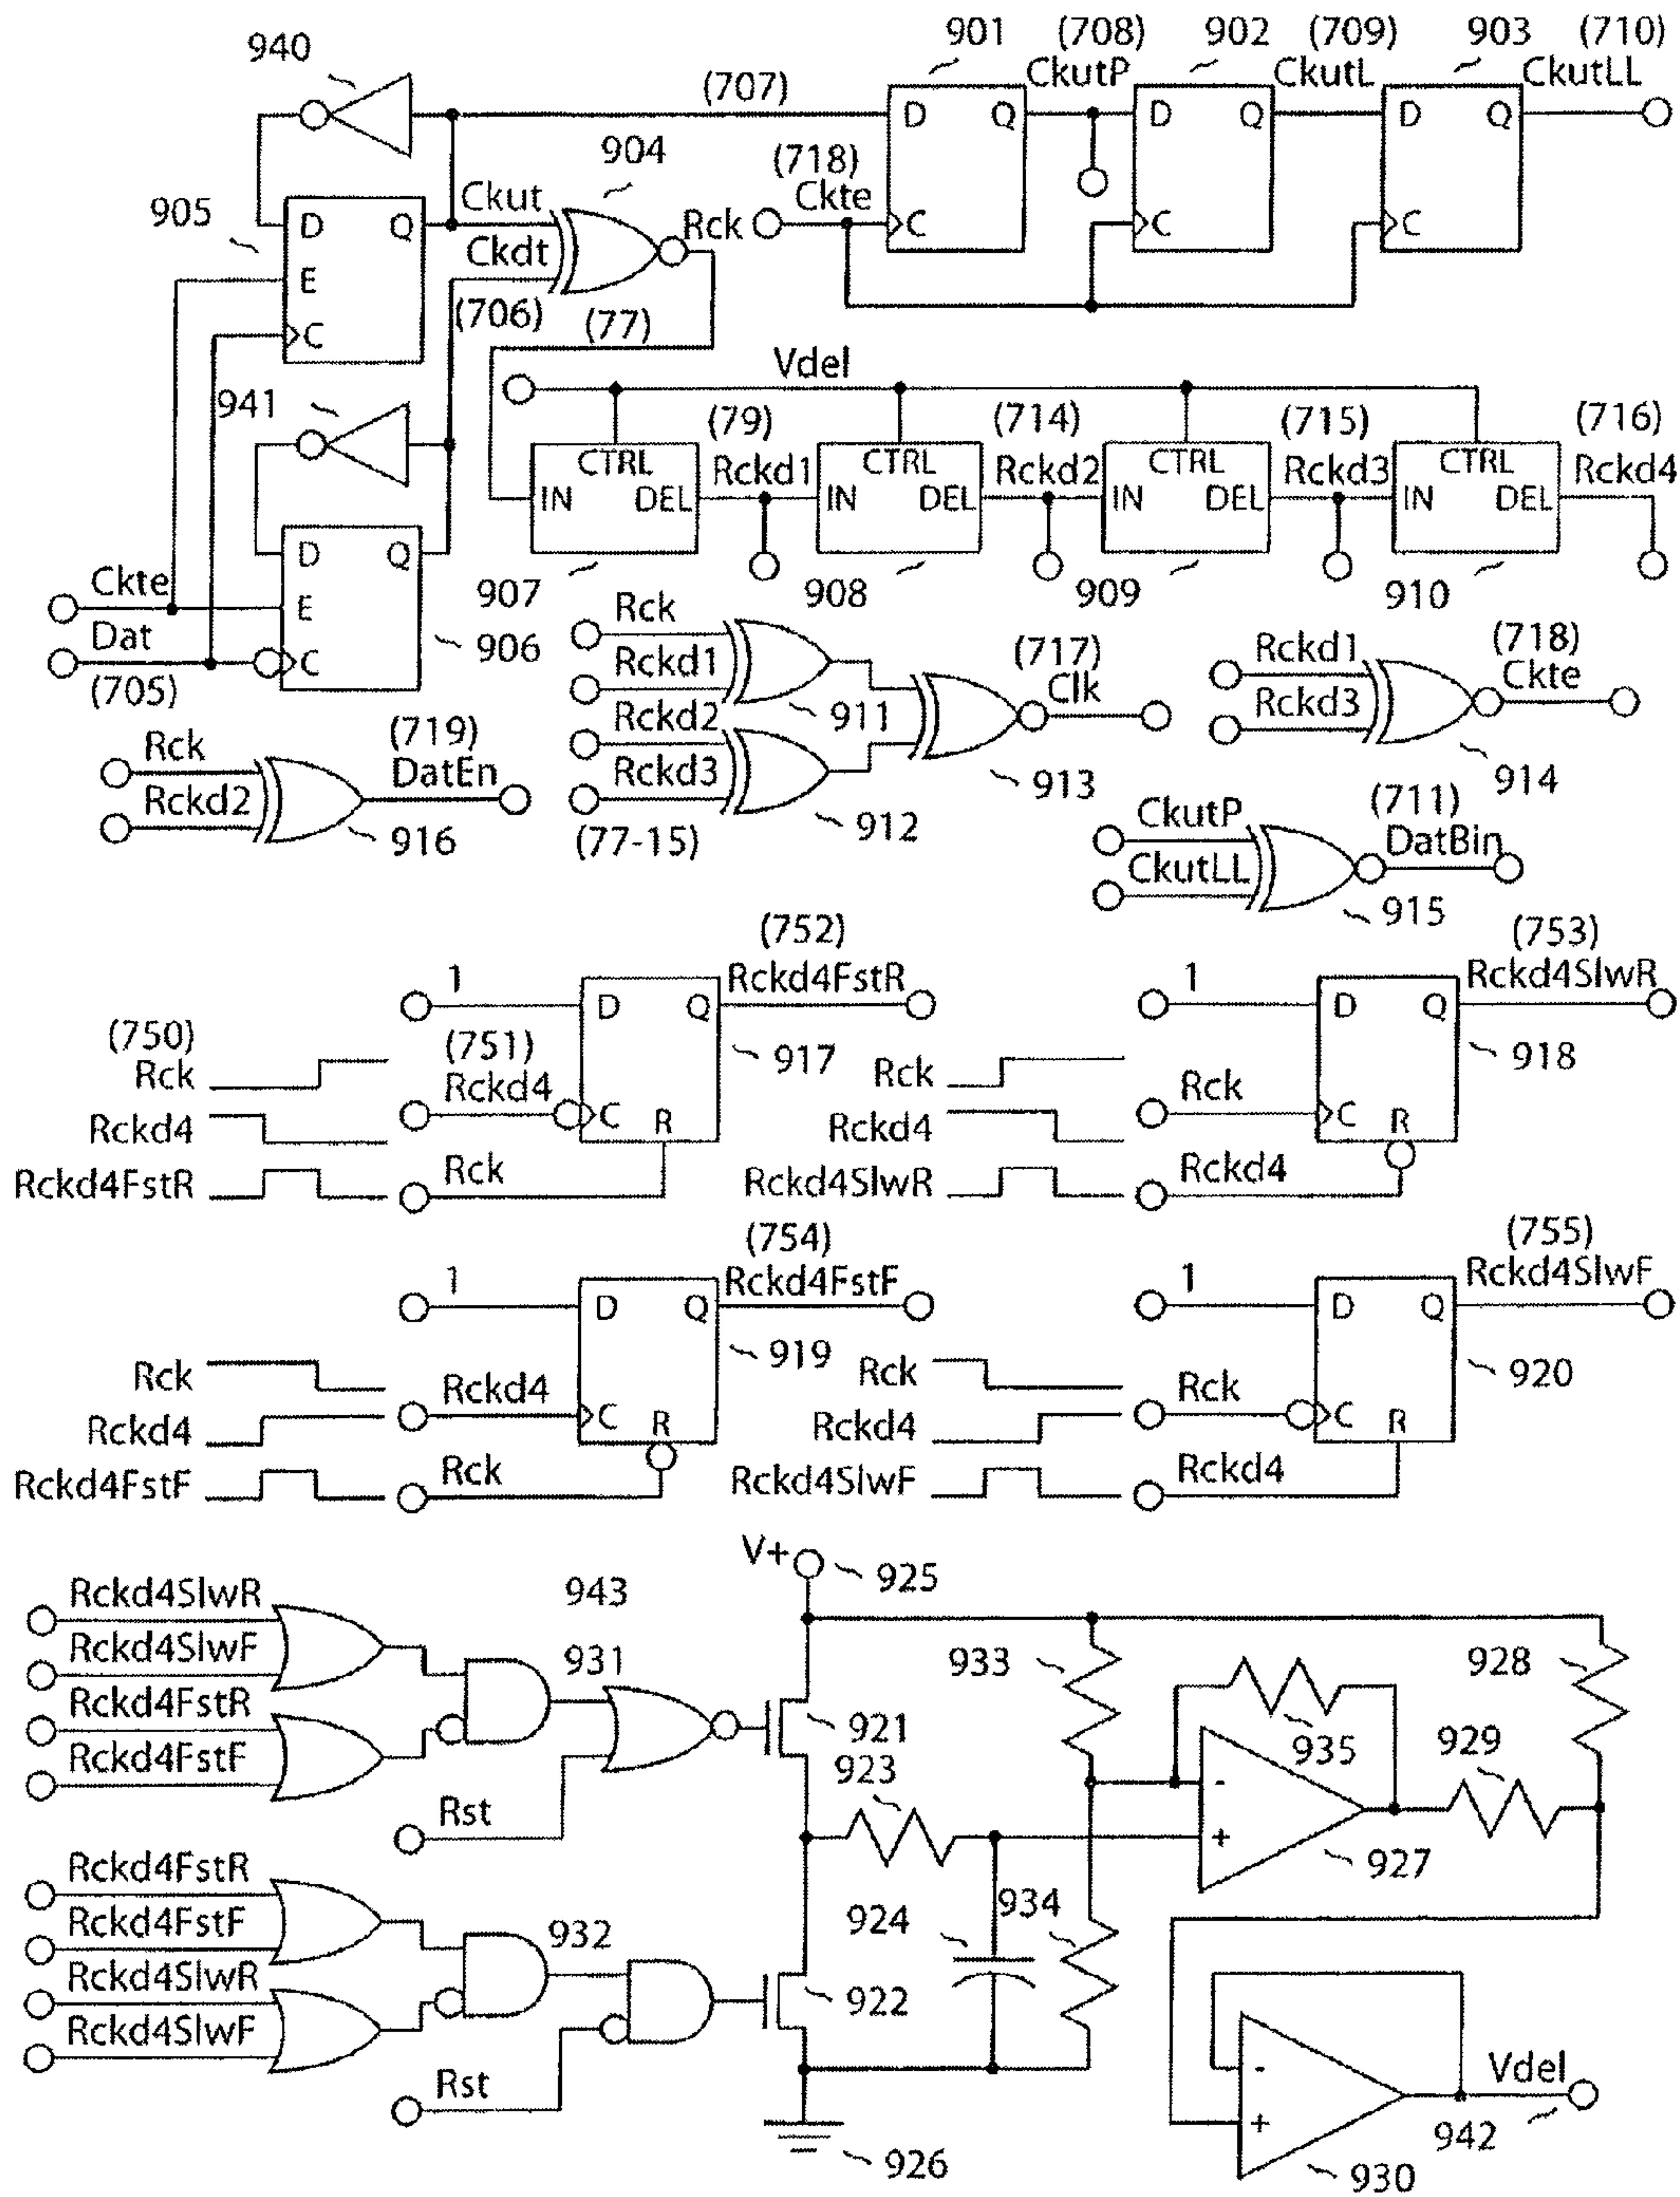 940
901 (708) 902 (709) 903 (710)
CkutP CkutL CkutLL
(707)
D Q D Q D Q
904
(718)
Ckte
905
Ckut
Ckdt
Rck
D Q
C C C
E
(706) (77)
C
Vdel
941
(79) (714) (715) (716)
CTRL CTRL CTRL CTRL
Rckd1 Rckd2 Rckd3 Rckd4
IN DEL IN DEL IN DEL IN DEL
D Q
Ckte
907 908 909 910
E
Rck
Dat
906
C
(705)
Rckd1
(717)
Clk
Rckd1
(718)
Ckte
Rckd2
911
Rckd3
Rck
(719)
DatEn
Rckd3
913
914
Rckd2
916
(77-15)
912
CkutP
(711)
DatBin
CkutLL
915
(752)
Rckd4FstR
(753)
Rckd4SlwR
1 D Q
1 D Q
(750)
Rck
(751)
Rckd4
917
Rck
918
Rck
Rckd4
C R
Rckd4
C R
Rckd4FstR
Rck
Rckd4SlwR
Rckd4
(754)
Rckd4FstF
(755)
Rckd4SlwF
1 D Q
1 D Q
919
920
Rck
Rckd4
Rck
Rck
Rckd4
C R
Rckd4
C R
Rckd4FstF
Rck
Rckd4SlwF
Rckd4
V+
925
Rckd4SlwR
943
Rckd4SlwF
931
933
928
Rckd4FstR
921
Rckd4FstF
923
935
929
Rst
-
+
927
Rckd4FstR
Rckd4FstF
932
924
934
Rckd4SlwR
922
Rckd4SlwF
Rst
-
Vdel
+
942
926
930